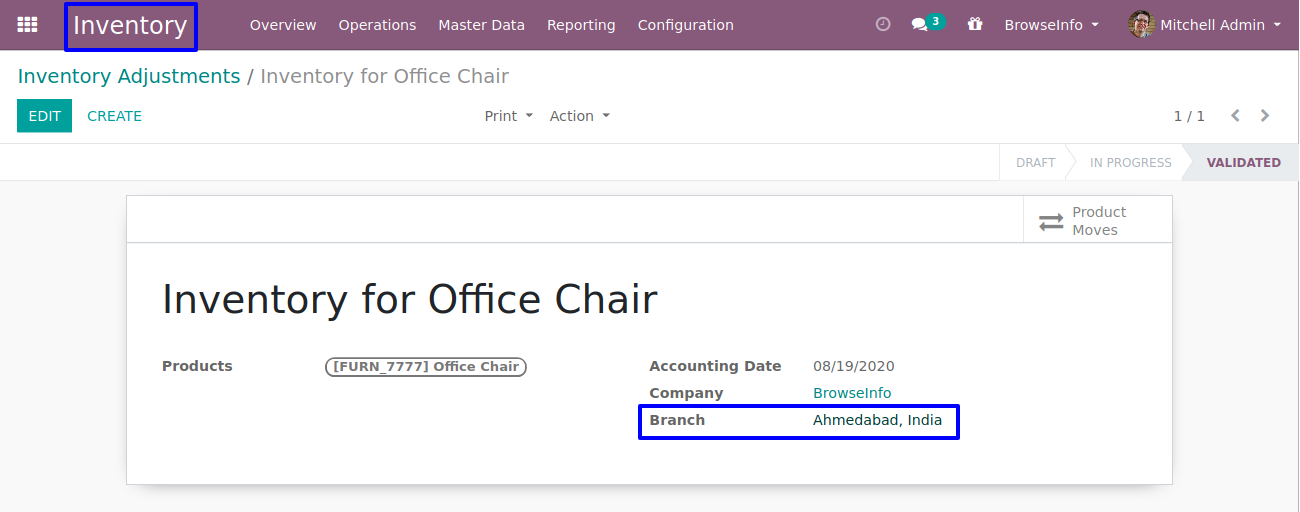 Inventory Overview Operations Master Data Reporting Configuration 3 BrowseInfo Mitchell Admin
Inventory Adjustments / Inventory for Office Chair
EDIT CREATE Print Action 1 / 1
DRAFT IN PROGRESS VALIDATED
Product
Moves
Inventory for Office Chair
Products [FURN_7777] Office Chair Accounting Date 08/19/2020
Company BrowseInfo
Branch Ahmedabad, India